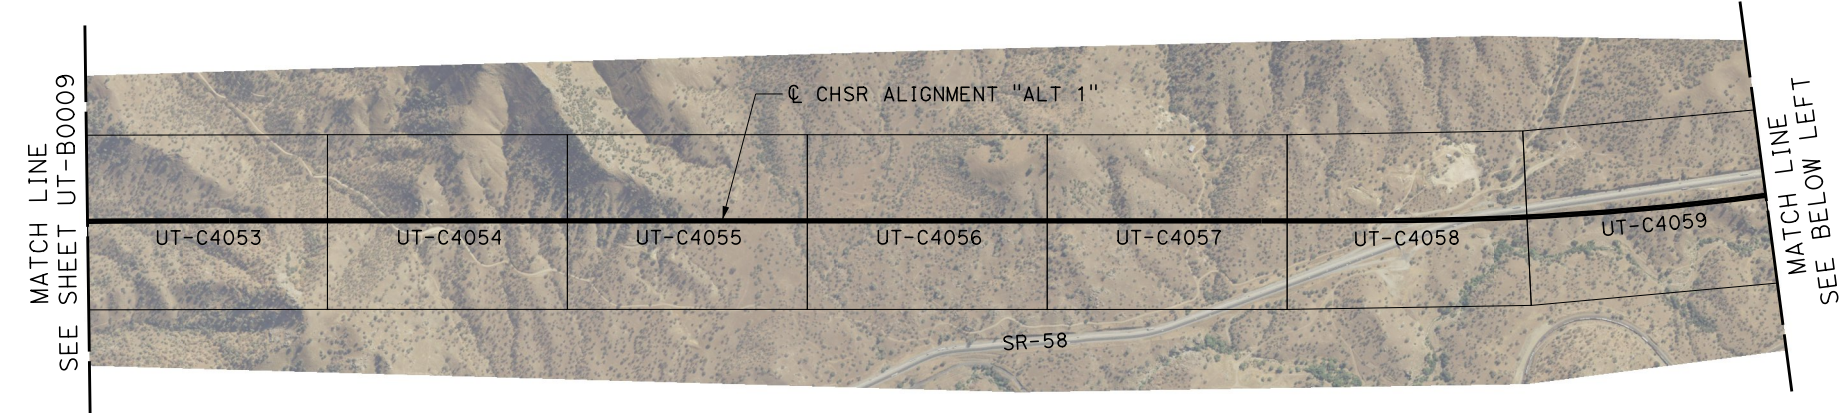 MATCH LINE
SEE SHEET UT-B0009
℄ CHSR ALIGNMENT "ALT 1"
UT-C4053
UT-C4054
UT-C4055
UT-C4056
UT-C4057
UT-C4058
UT-C4059
SR-58
MATCH LINE
SEE BELOW LEFT